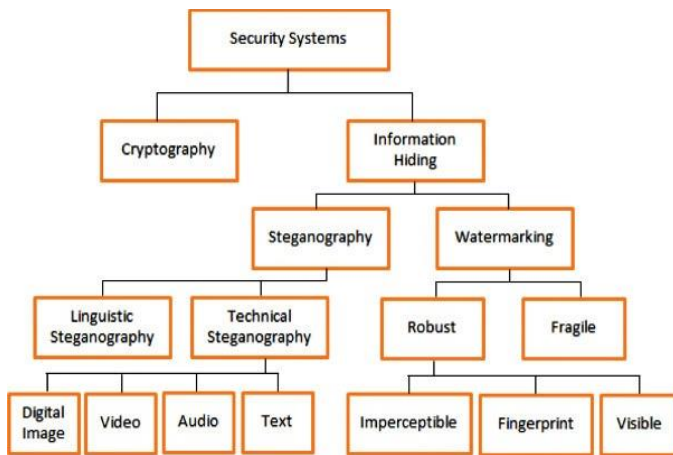 Security Systems
Cryptography
Information
Hiding
Steganography
Watermarking
Linguistic
Steganography
Technical
Steganography
Robust
Fragile
Digital
Image
Video
Audio
Text
Imperceptible
Fingerprint
Visible